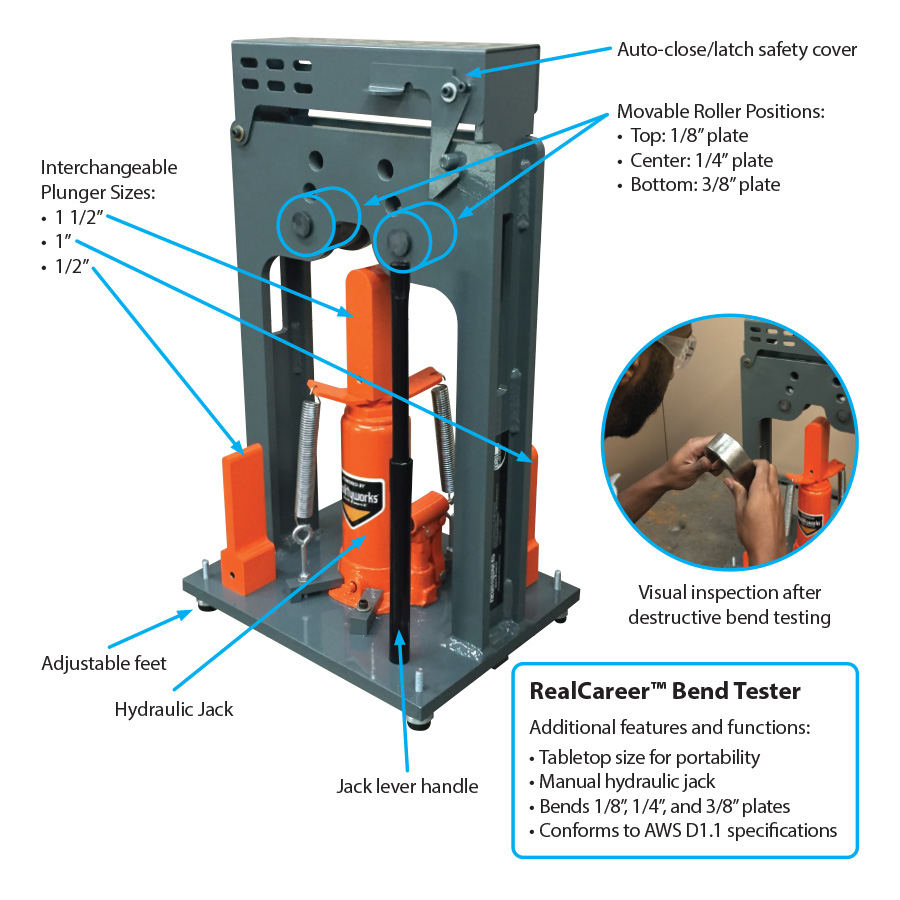 Auto-close/latch safety cover
Movable Roller Positions:
• Top: 1/8” plate
• Center: 1/4” plate
• Bottom: 3/8” plate
Interchangeable
Plunger Sizes:
• 1 1/2”
• 1”
• 1/2”
POWERED BY
Visual inspection after
destructive bend testing
Adjustable feet
Hydraulic Jack
Jack lever handle
RealCareer™ Bend Tester
Additional features and functions:
• Tabletop size for portability
• Manual hydraulic jack
• Bends 1/8”, 1/4”, and 3/8” plates
• Conforms to AWS D1.1 specifications